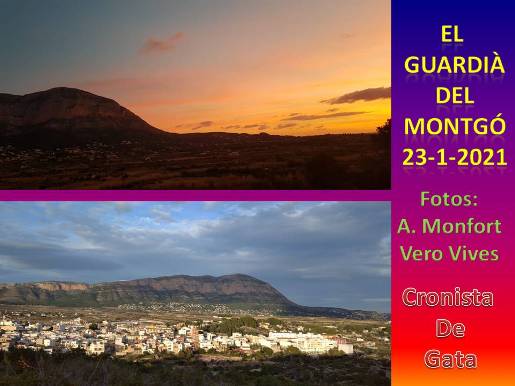 EL
GUARDIÀ
DEL
MONTGÓ
23-1-2021
Fotos:
A. Monfort
Vero Vives
Cronista
De
Gata